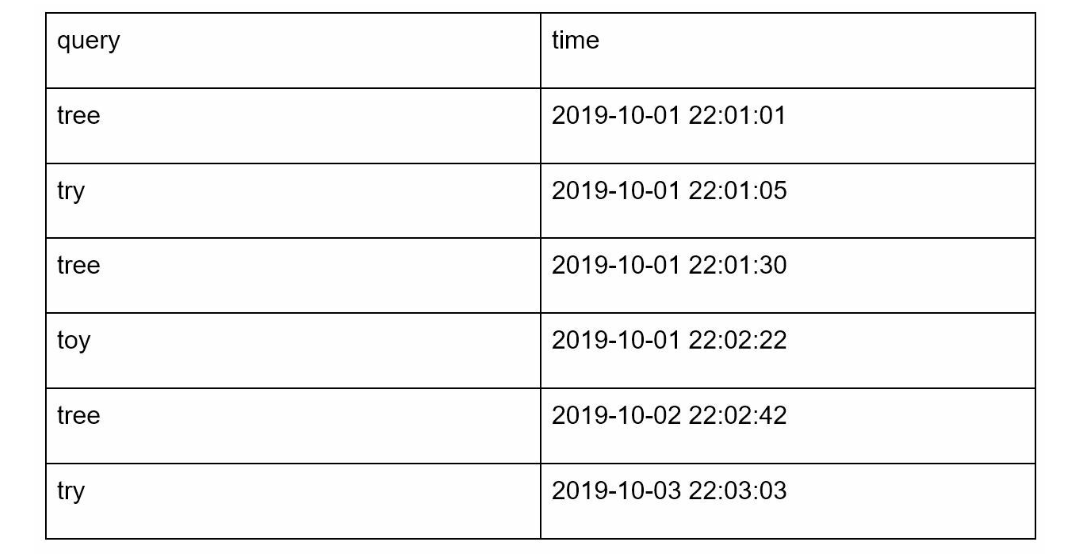 query time
tree 2019-10-01 22:01:01
try 2019-10-01 22:01:05
tree 2019-10-01 22:01:30
toy 2019-10-01 22:02:22
tree 2019-10-02 22:02:42
try 2019-10-03 22:03:03